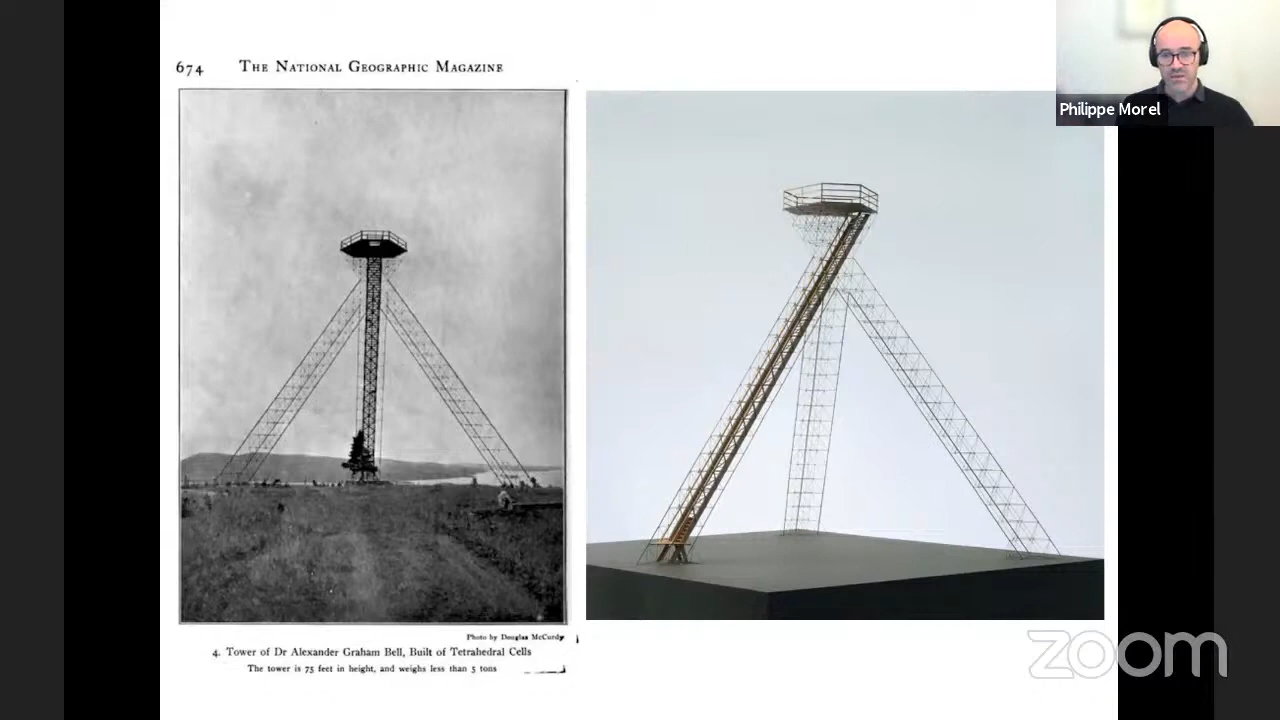 674 THE NATIONAL GEOGRAPHIC MAGAZINE
Philippe Morel
Photo by Douglas McCurdy
4. Tower of Dr Alexander Graham Bell, Built of Tetrahedral Cells
The tower is 75 feet in height, and weighs less than 5 tons
zoom